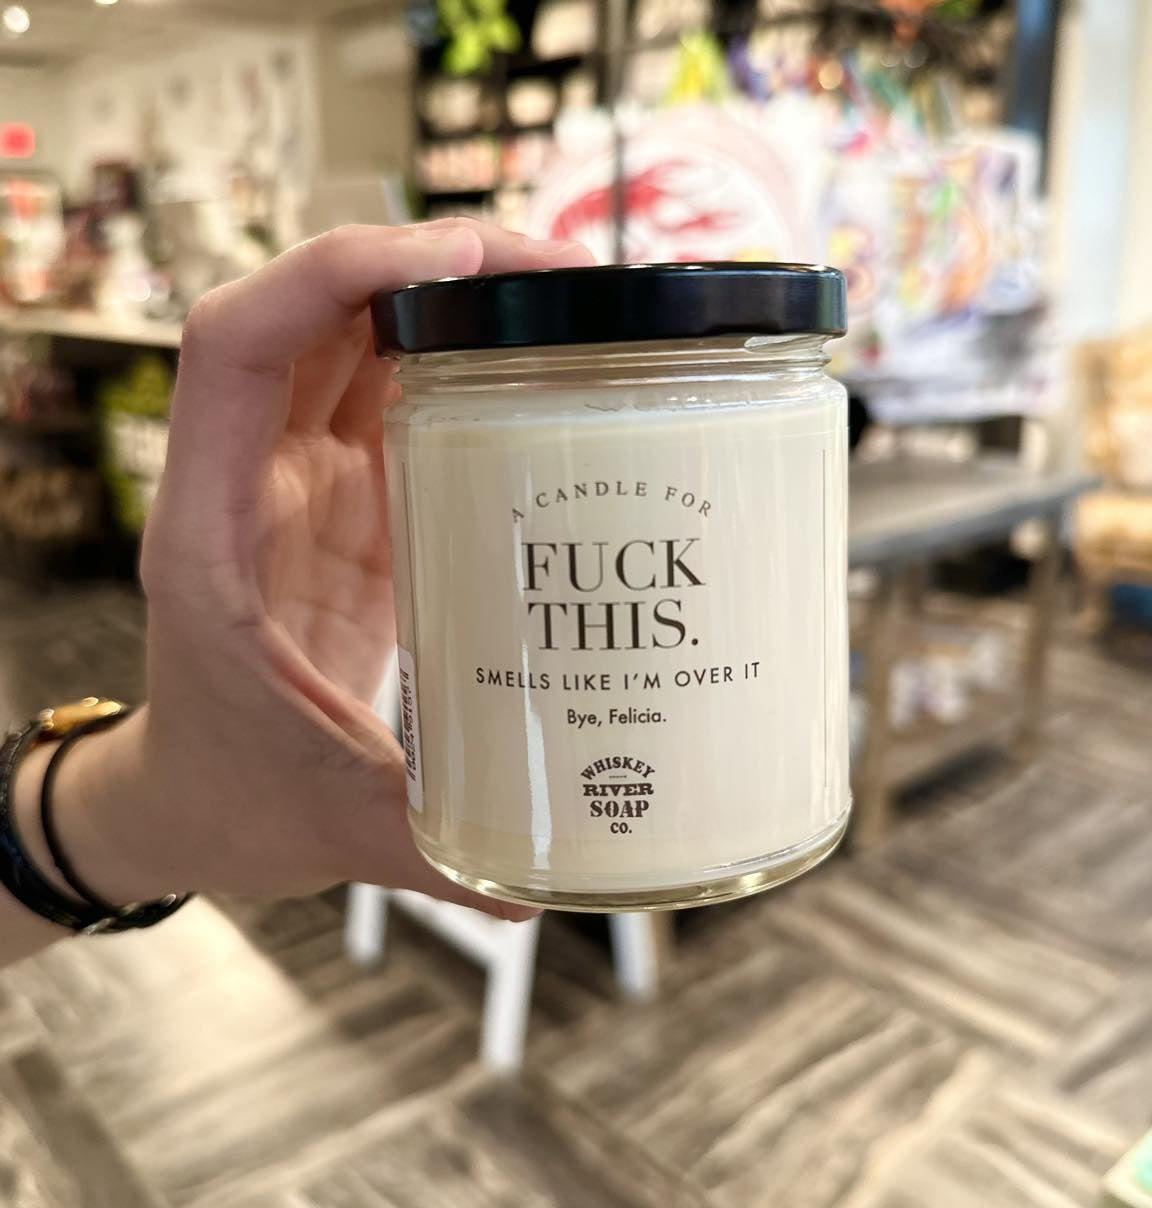 A CANDLE FOR
FUCK
THIS.
SMELLS LIKE I'M OVER IT
Bye, Felicia.
WHISKEY
RIVER
SOAP
CO.